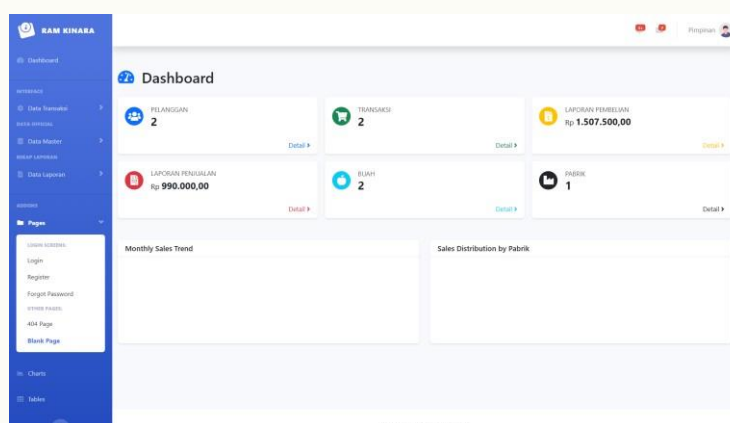 RAM KINARA
Pimpinan
Dashboard
INTERFACE
Data Transaksi
DATA OFFICIAL
Data Master
REKAP LAPORAN
Data Laporan
ADDONS
Pages
LOGIN SCREENS:
Login
Register
Forgot Password
OTHER PAGES:
404 Page
Blank Page
Charts
Tables
Dashboard
PELANGGAN
2
Detail
TRANSAKSI
2
Detail
LAPORAN PEMBELIAN
Rp 1.507.500,00
Detail
LAPORAN PENJUALAN
Rp 990.000,00
Detail
BUAH
2
Detail
PABRIK
1
Detail
Monthly Sales Trend
Sales Distribution by Pabrik